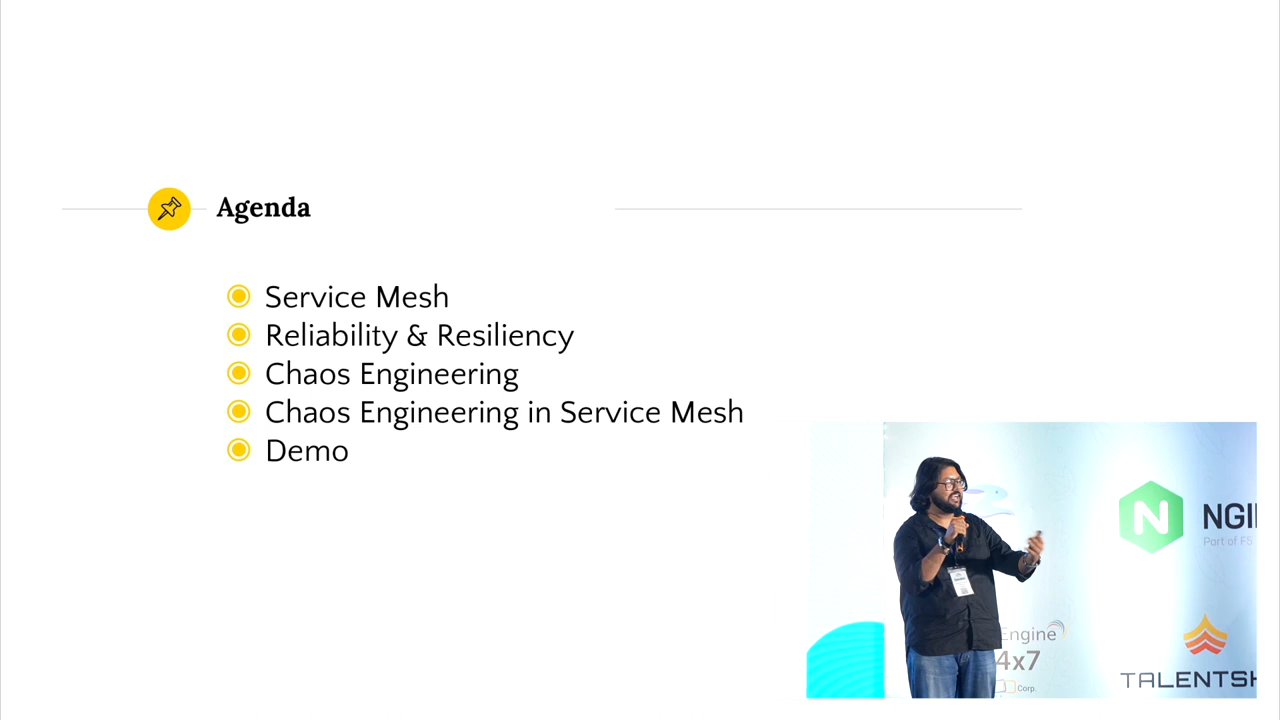 Agenda
Service Mesh
Reliability & Resiliency
Chaos Engineering
Chaos Engineering in Service Mesh
Demo
NGI
Part of F5
Engine
4x7
Corp.
TALENTSH